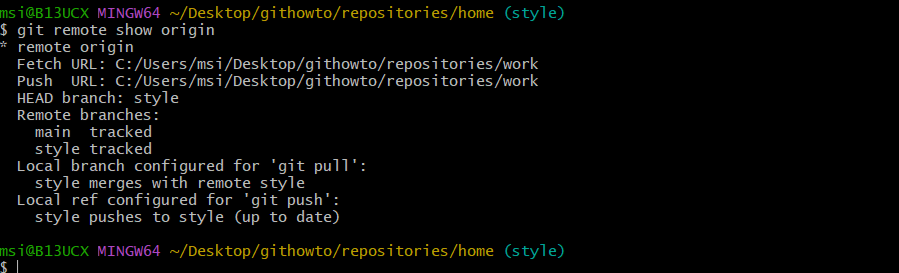 msi@B13UCX MINGW64 ~/Desktop/githowto/repositories/home (style)
$ git remote show origin
* remote origin
  Fetch URL: C:/Users/msi/Desktop/githowto/repositories/work
  Push  URL: C:/Users/msi/Desktop/githowto/repositories/work
  HEAD branch: style
  Remote branches:
    main  tracked
    style tracked
  Local branch configured for 'git pull':
    style merges with remote style
  Local ref configured for 'git push':
    style pushes to style (up to date)
msi@B13UCX MINGW64 ~/Desktop/githowto/repositories/home (style)
$